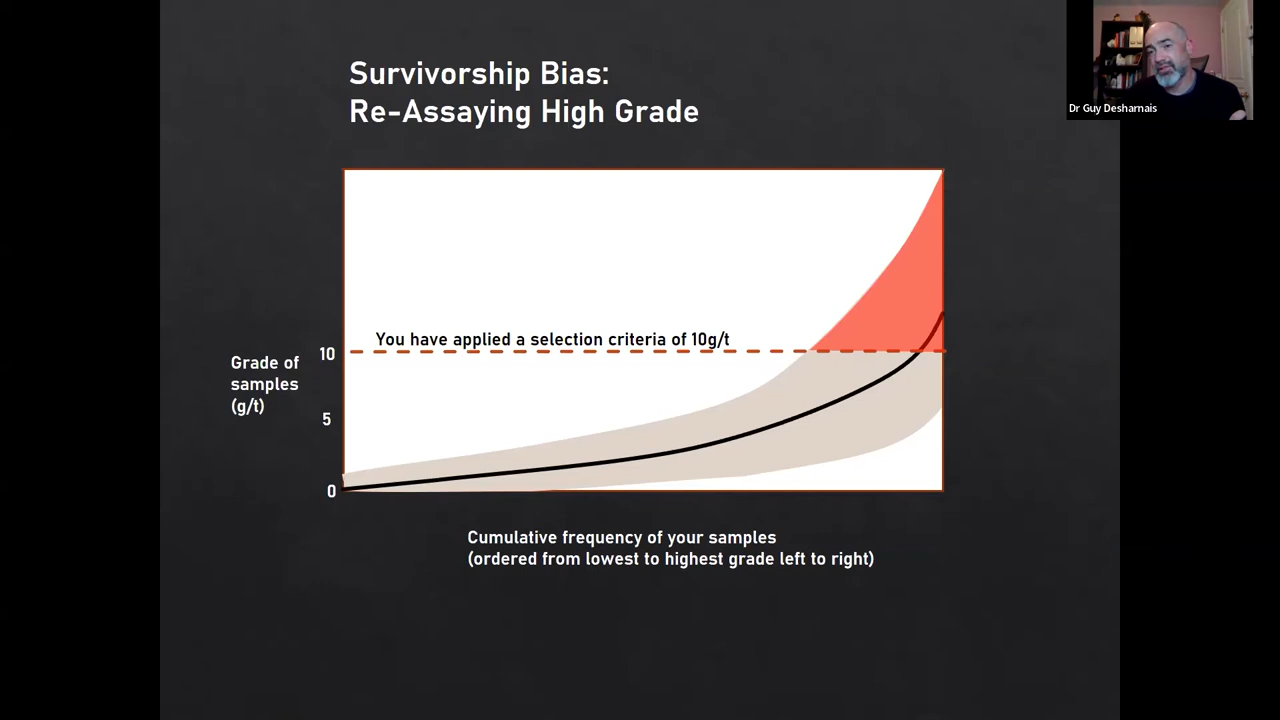 Survivorship Bias:
Re-Assaying High Grade
Dr Guy Desharnais
You have applied a selection criteria of 10g/t
Grade of
samples
(g/t)
10
5
0
Cumulative frequency of your samples
(ordered from lowest to highest grade left to right)